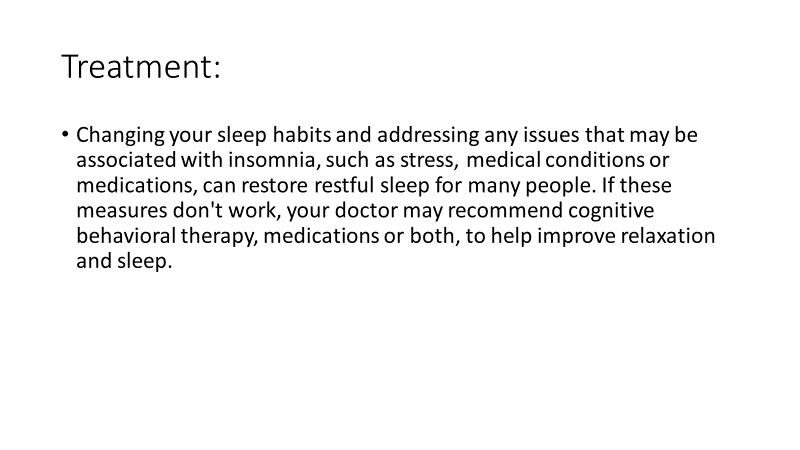 Treatment:
• Changing your sleep habits and addressing any issues that may be
associated with insomnia, such as stress, medical conditions or
medications, can restore restful sleep for many people. If these
measures don't work, your doctor may recommend cognitive
behavioral therapy, medications or both, to help improve relaxation
and sleep.